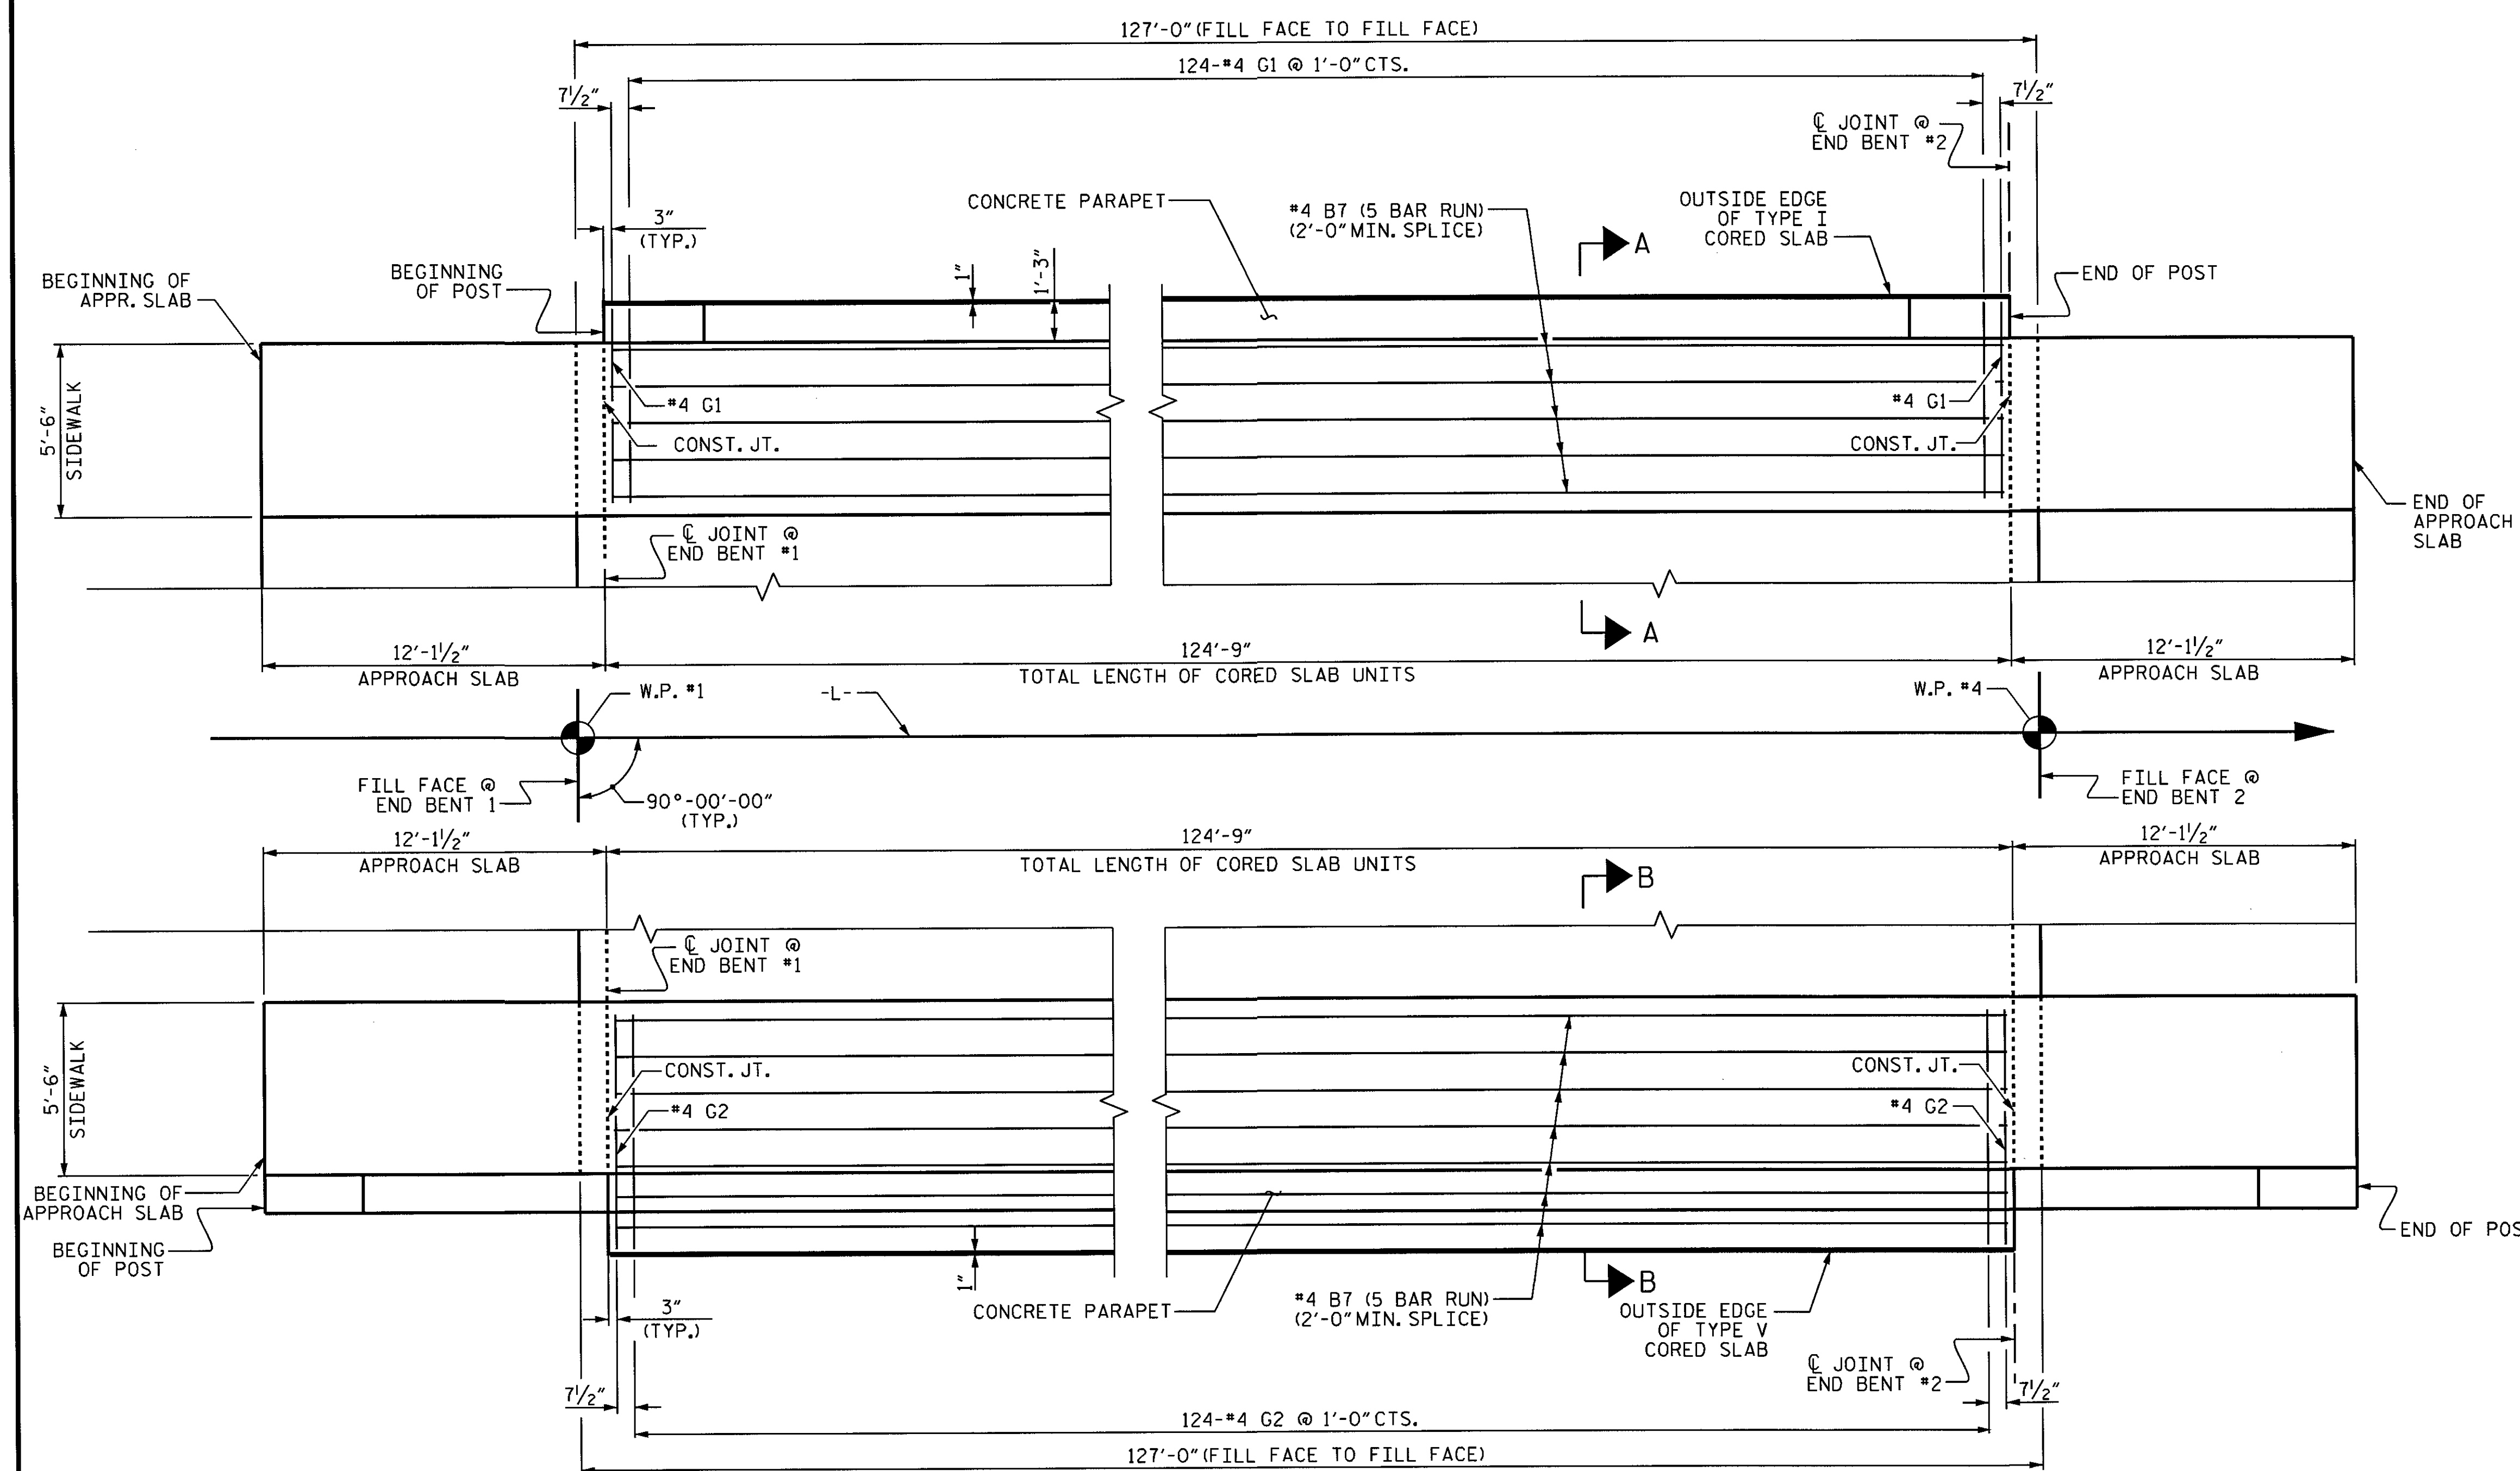 127'-0" (FILL FACE TO FILL FACE)
124-#4 G1 @ 1'-0" CTS.
7½"
7½"
℄ JOINT @
END BENT #2
3"
(TYP.)
CONCRETE PARAPET
#4 B7 (5 BAR RUN)
(2'-0" MIN. SPLICE)
OUTSIDE EDGE
OF TYPE I
CORED SLAB
A
BEGINNING OF
APPR. SLAB
BEGINNING
OF POST
1"
1'-3"
END OF POST
5'-6"
SIDEWALK
#4 G1
CONST. JT.
#4 G1
CONST. JT.
END OF
APPROACH
SLAB
℄ JOINT @
END BENT #1
A
12'-1½"
APPROACH SLAB
124'-9"
TOTAL LENGTH OF CORED SLAB UNITS
12'-1½"
APPROACH SLAB
W.P. #1
-L-
W.P. #4
FILL FACE @
END BENT 1
90°-00'-00"
(TYP.)
FILL FACE @
END BENT 2
12'-1½"
APPROACH SLAB
124'-9"
TOTAL LENGTH OF CORED SLAB UNITS
12'-1½"
APPROACH SLAB
B
℄ JOINT @
END BENT #1
5'-6"
SIDEWALK
CONST. JT.
#4 G2
CONST. JT.
#4 G2
BEGINNING OF
APPROACH SLAB
BEGINNING
OF POST
END OF POS
1"
B
3"
(TYP.)
CONCRETE PARAPET
#4 B7 (5 BAR RUN)
(2'-0" MIN. SPLICE)
OUTSIDE EDGE
OF TYPE V
CORED SLAB
℄ JOINT @
END BENT #2
7½"
7½"
124-#4 G2 @ 1'-0" CTS.
127'-0" (FILL FACE TO FILL FACE)